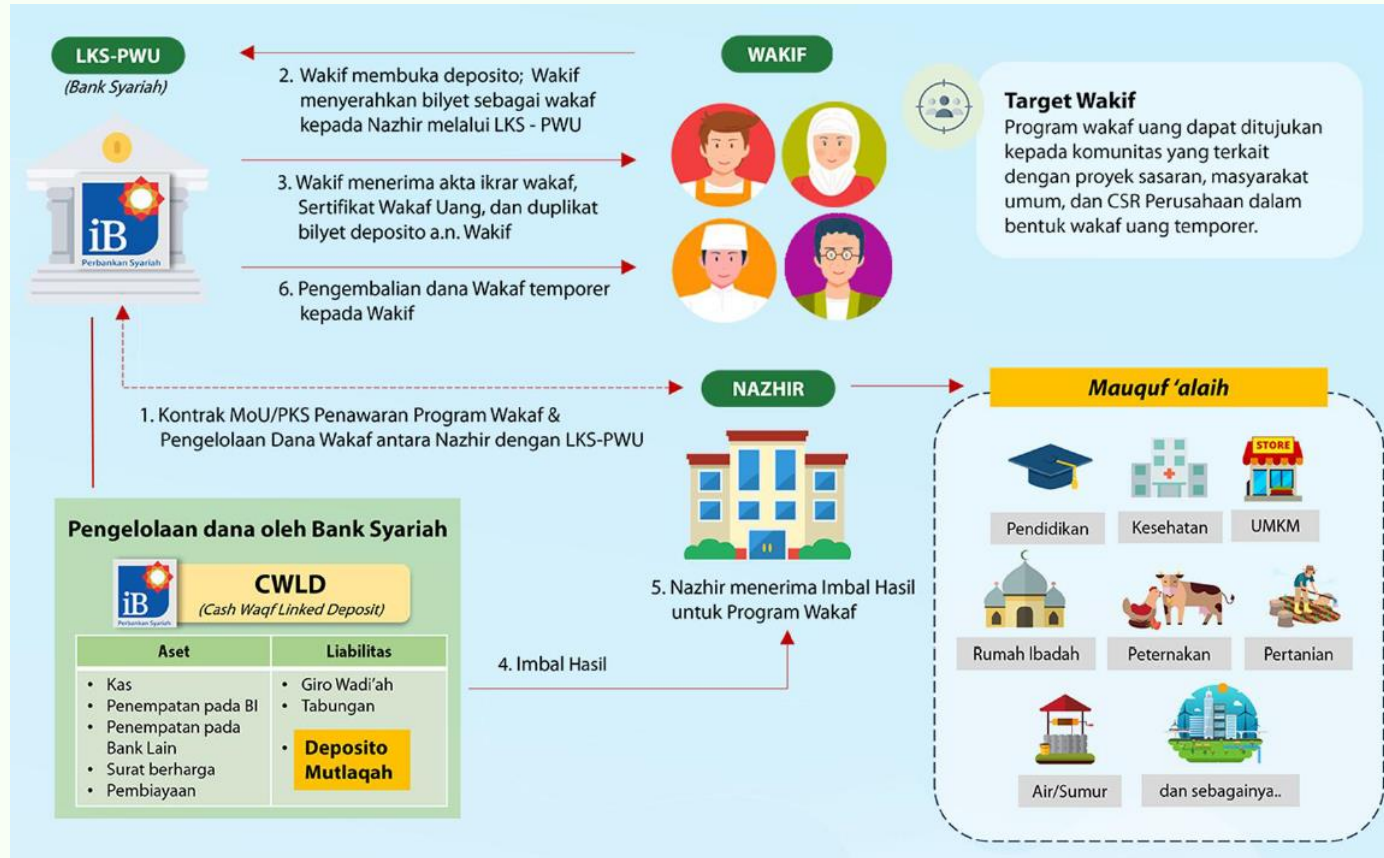 LKS-PWU
(Bank Syariah)
iB
Perbankan Syariah
2. Wakif membuka deposito; Wakif
menyerahkan bilyet sebagai wakaf
kepada Nazhir melalui LKS - PWU
3. Wakif menerima akta ikrar wakaf,
Sertifikat Wakaf Uang, dan duplikat
bilyet deposito a.n. Wakif
6. Pengembalian dana Wakaf temporer
kepada Wakif
WAKIF
Target Wakif
Program wakaf uang dapat ditujukan
kepada komunitas yang terkait
dengan proyek sasaran, masyarakat
umum, dan CSR Perusahaan dalam
bentuk wakaf uang temporer.
1. Kontrak MoU/PKS Penawaran Program Wakaf &
Pengelolaan Dana Wakaf antara Nazhir dengan LKS-PWU
NAZHIR
5. Nazhir menerima Imbal Hasil
untuk Program Wakaf
Pengelolaan dana oleh Bank Syariah
iB
Perbankan Syariah
CWLD
(Cash Waqf Linked Deposit)
Aset
• Kas
• Penempatan pada BI
• Penempatan pada
Bank Lain
• Surat berharga
• Pembiayaan
Liabilitas
• Giro Wadi’ah
• Tabungan
• Deposito
Mutlaqah
4. Imbal Hasil
Mauquf ‘alaih
STORE
Pendidikan
Kesehatan
UMKM
Rumah Ibadah
Peternakan
Pertanian
Air/Sumur
dan sebagainya..